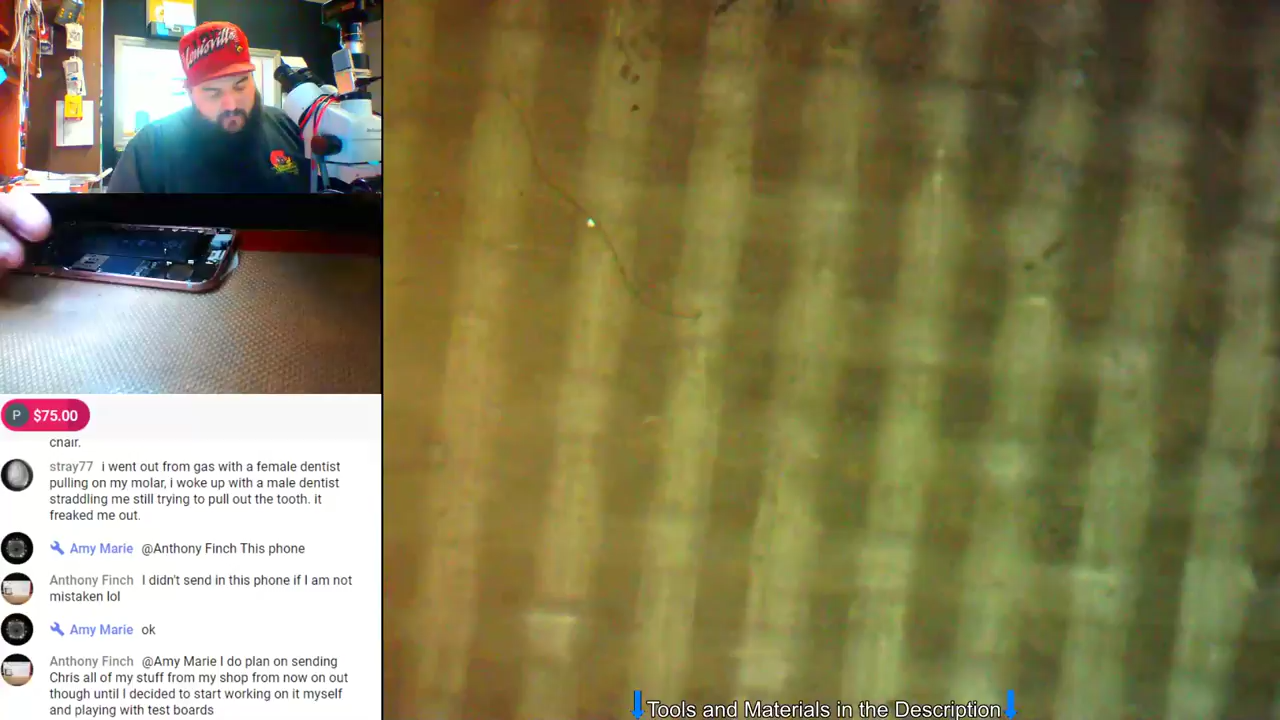 Louisville
P $75.00
chair.
stray77 i went out from gas with a female dentist
pulling on my molar, i woke up with a male dentist
straddling me still trying to pull out the tooth. it
freaked me out.
Amy Marie @Anthony Finch This phone
Anthony Finch I didn't send in this phone if I am not
mistaken lol
Amy Marie ok
Anthony Finch @Amy Marie I do plan on sending
Chris all of my stuff from my shop from now on out
though until I decided to start working on it myself
and playing with test boards
Tools and Materials in the Description